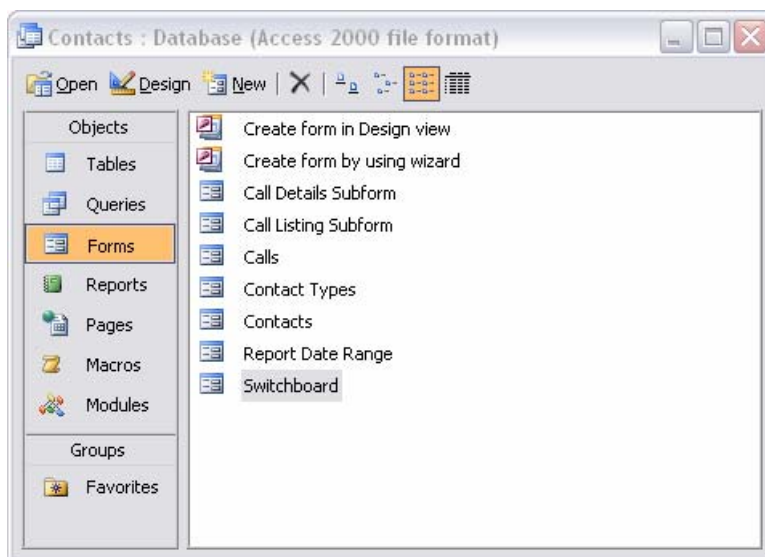 Contacts : Database (Access 2000 file format)
Open Design New
Objects
Tables
Queries
Forms
Reports
Pages
Macros
Modules
Groups
Favorites
Create form in Design view
Create form by using wizard
Call Details Subform
Call Listing Subform
Calls
Contact Types
Contacts
Report Date Range
Switchboard